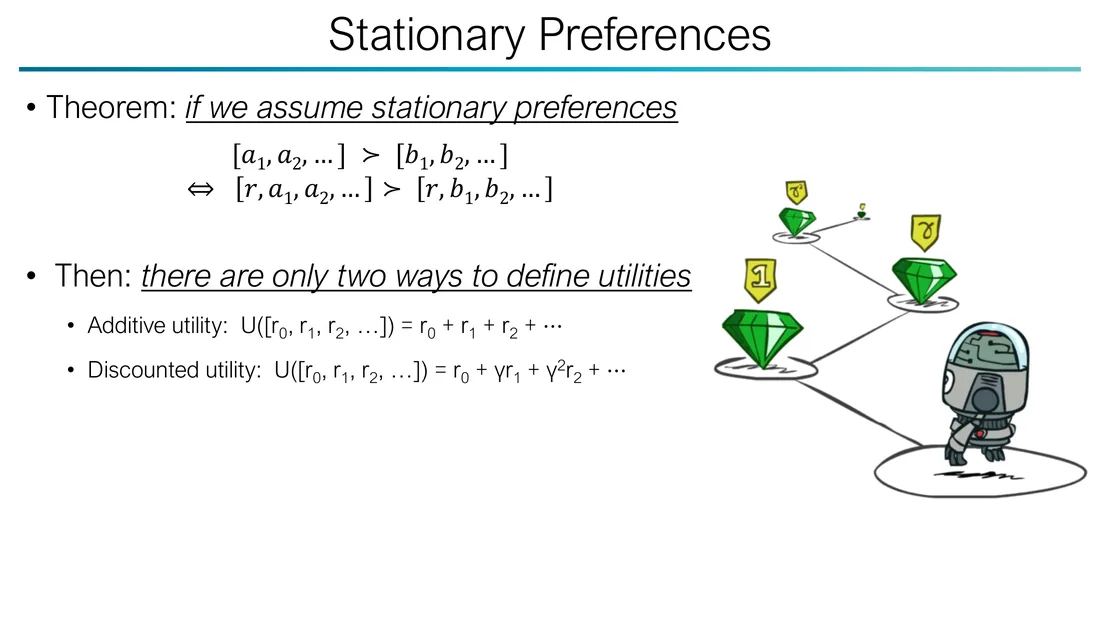 Stationary Preferences
• Theorem: if we assume stationary preferences
[a₁, a₂, …] ≻ [b₁, b₂, …]
⇔ [r, a₁, a₂, …] ≻ [r, b₁, b₂, …]
• Then: there are only two ways to define utilities
• Additive utility: U([r₀, r₁, r₂, …]) = r₀ + r₁ + r₂ + ⋯
• Discounted utility: U([r₀, r₁, r₂, …]) = r₀ + γr₁ + γ²r₂ + ⋯
γ²
γ
1